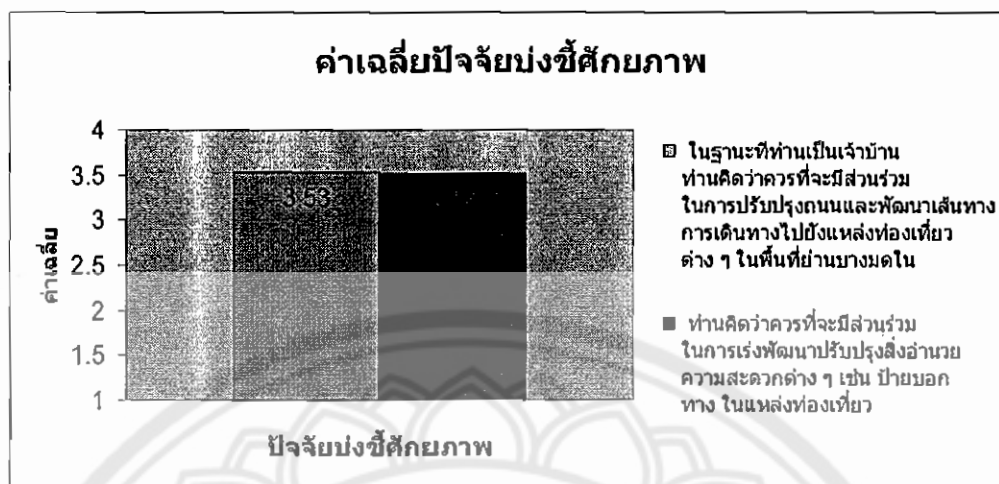 ค่าเฉลี่ยปัจจัยบ่งชี้ศักยภาพ
4
3.5
3
2.5
2
1.5
1
ค่าเฉลี่ย
3.53
ปัจจัยบ่งชี้ศักยภาพ
ในฐานะที่ท่านเป็นเจ้าบ้าน
ท่านคิดว่าควรที่จะมีส่วนร่วม
ในการปรับปรุงถนนและพัฒนาเส้นทาง
การเดินทางไปยังแหล่งท่องเที่ยว
ต่าง ๆ ในพื้นที่ย่านบางมดใน
ท่านคิดว่าควรที่จะมีส่วนร่วม
ในการเร่งพัฒนาปรับปรุงสิ่งอำนวย
ความสะดวกต่าง ๆ เช่น ป้ายบอก
ทาง ในแหล่งท่องเที่ยว